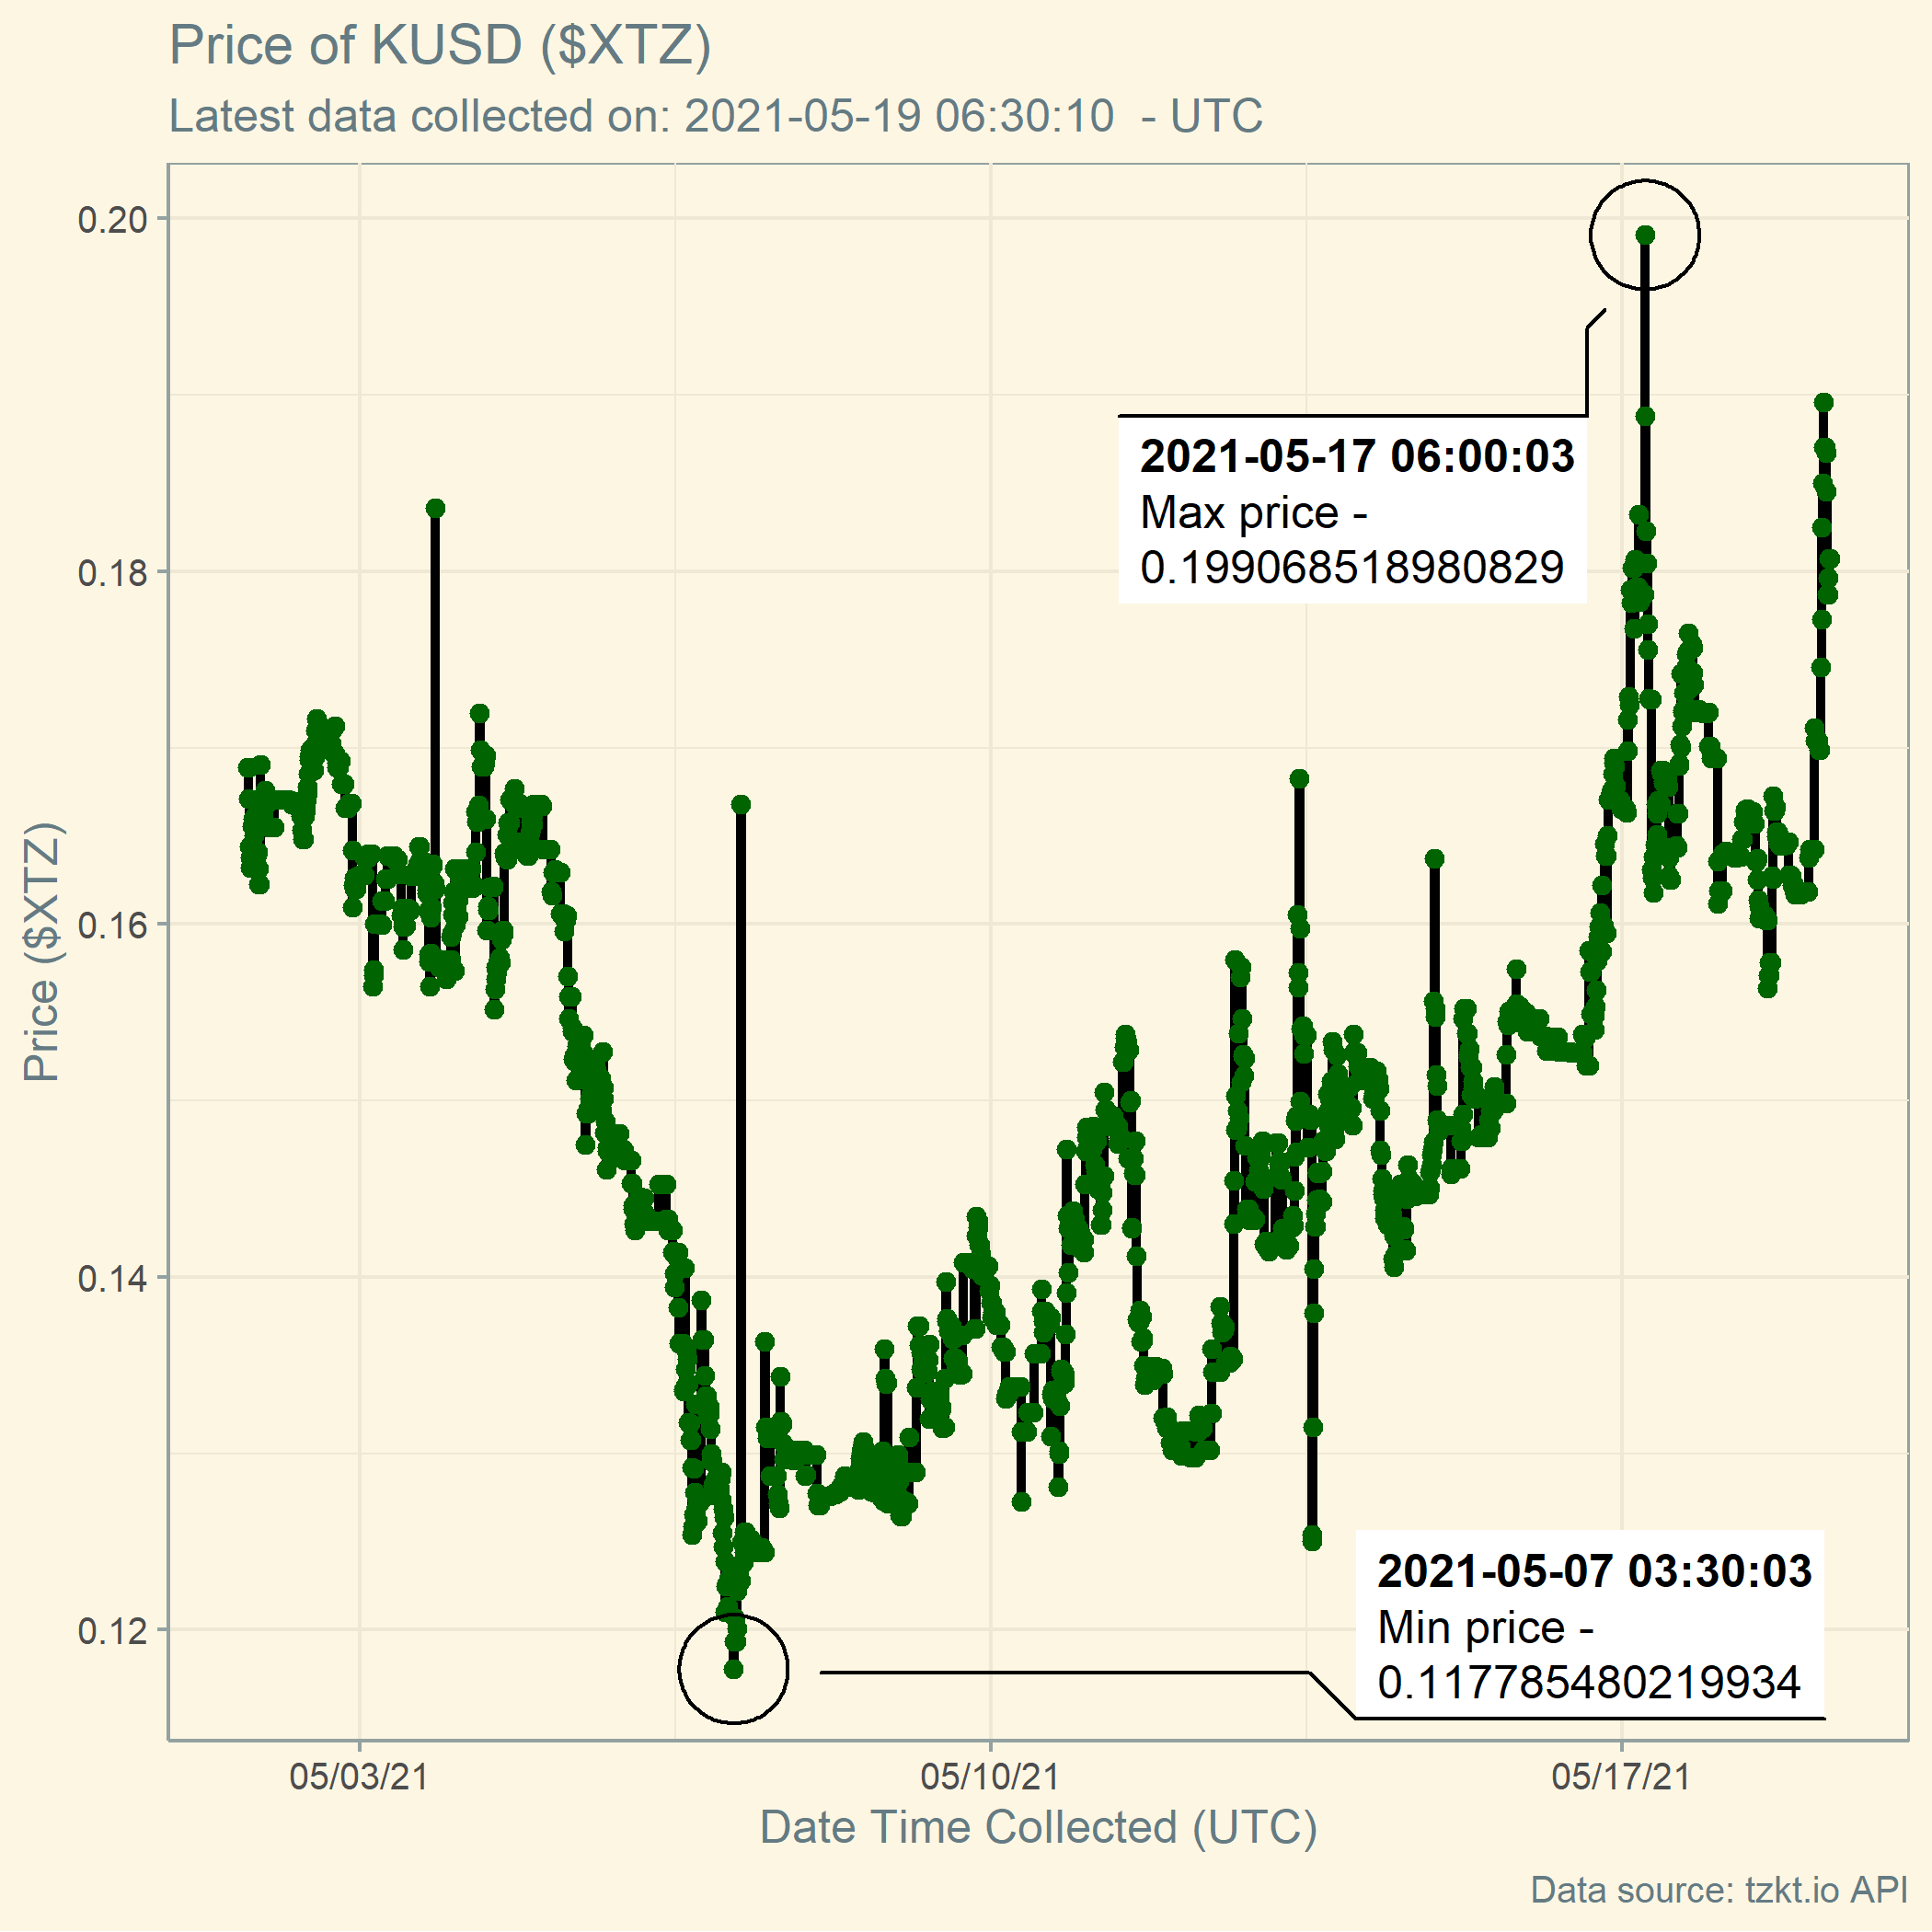 Price of KUSD ($XTZ)
Latest data collected on: 2021-05-19 06:30:10  - UTC
0.20
0.18
0.16
0.14
0.12
Price ($XTZ)
2021-05-17 06:00:03
Max price -
0.199068518980829
2021-05-07 03:30:03
Min price -
0.117785480219934
05/03/21
05/10/21
05/17/21
Date Time Collected (UTC)
Data source: tzkt.io API